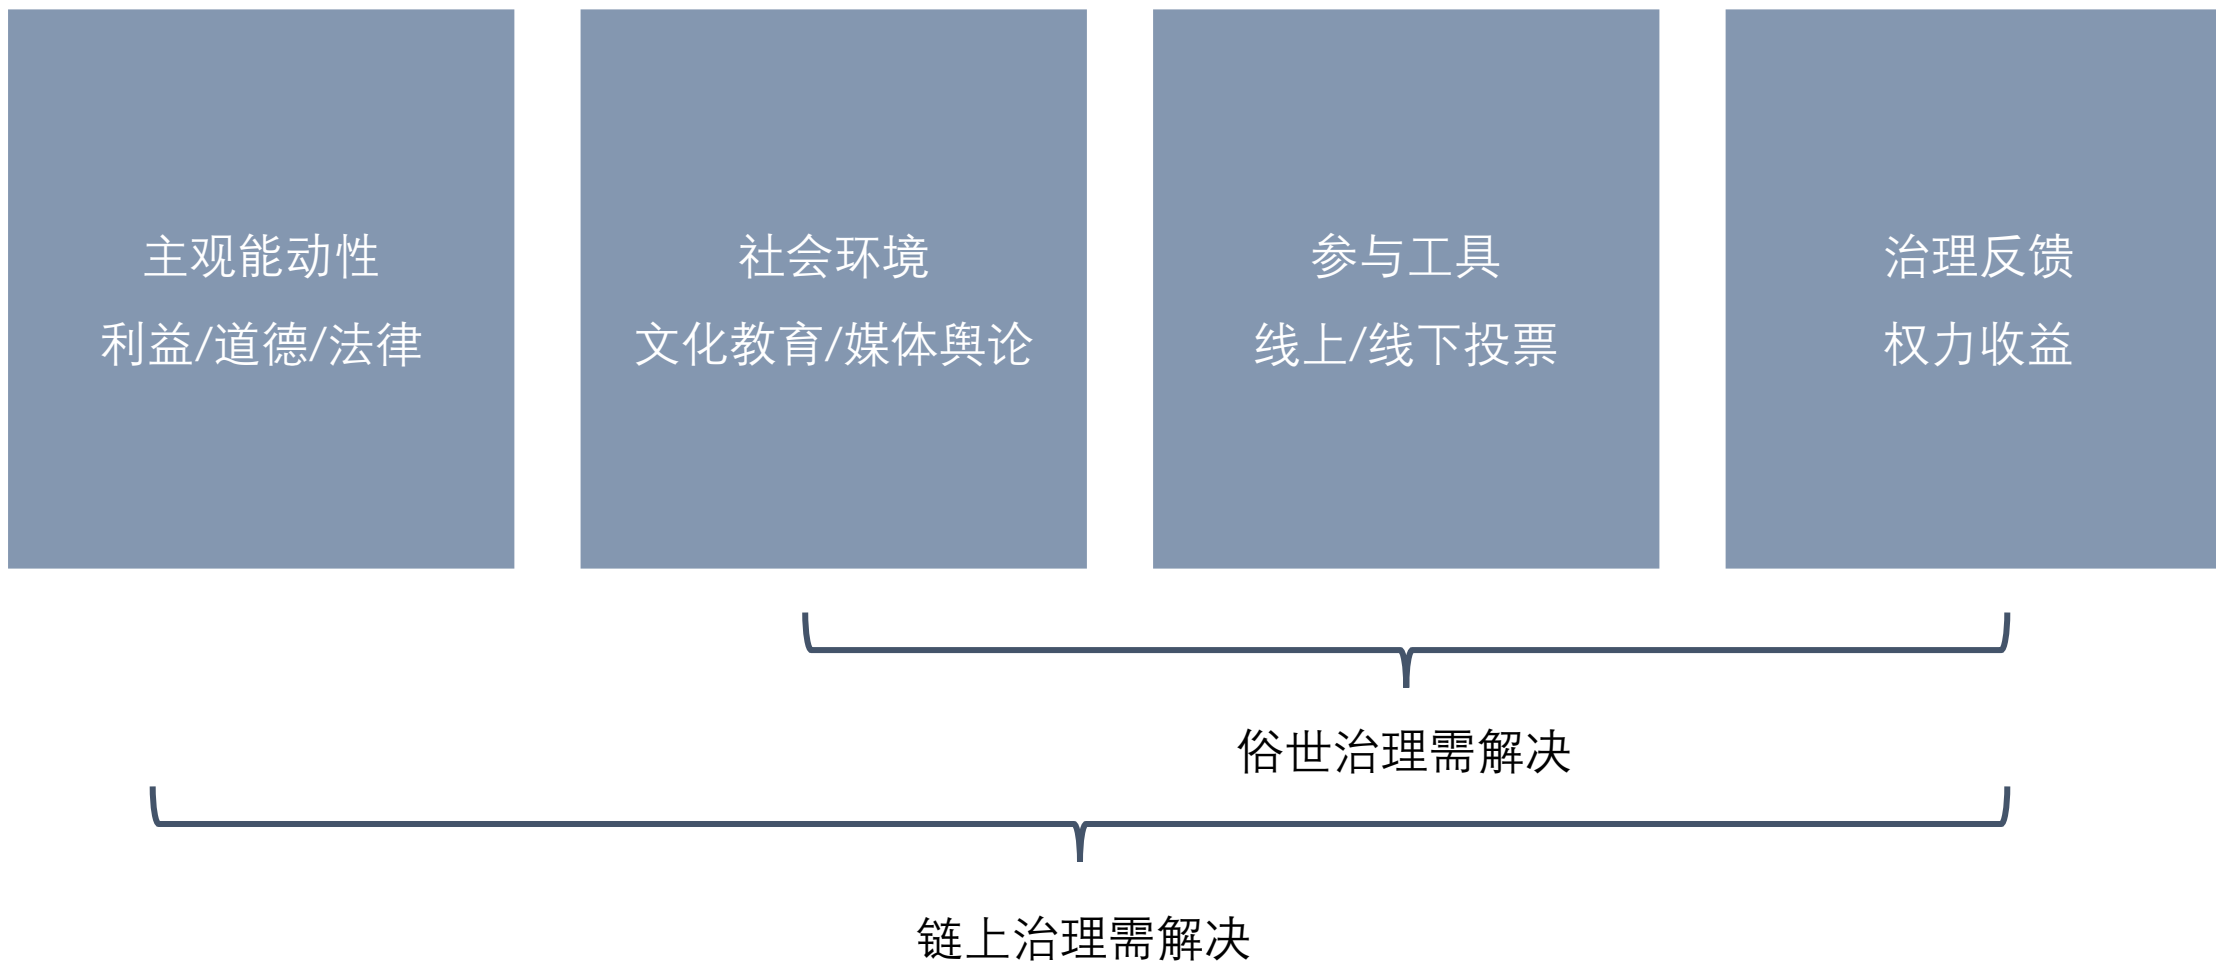 主观能动性
利益/道德/法律
社会环境
文化教育/媒体舆论
参与工具
线上/线下投票
治理反馈
权力收益
俗世治理需解决
链上治理需解决